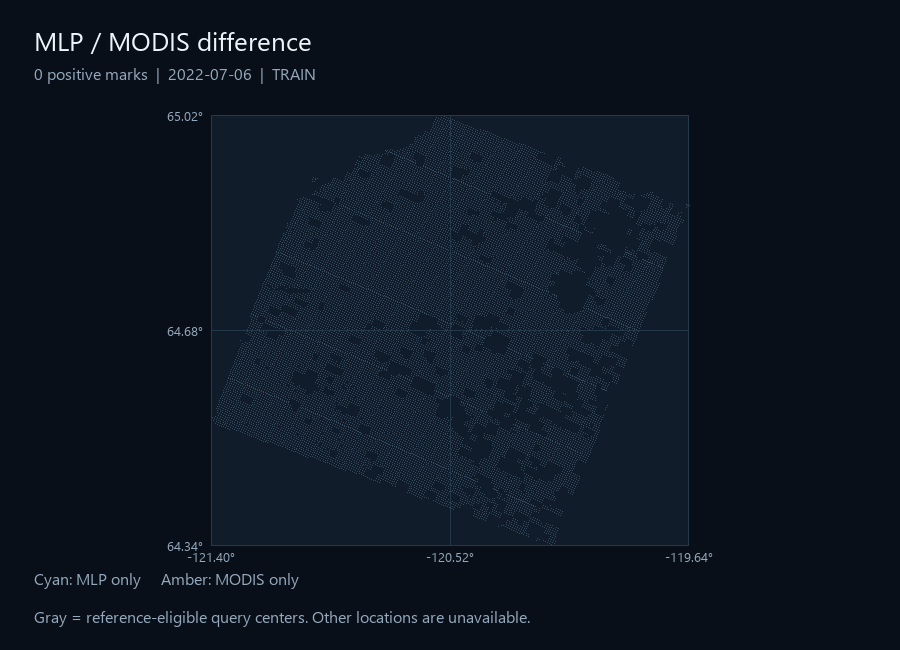 MLP / MODIS difference
0 positive marks | 2022-07-06 | TRAIN
65.02°
64.68°
64.34°
-121.40°
-120.52°
-119.64°
Cyan: MLP only Amber: MODIS only
Gray = reference-eligible query centers. Other locations are unavailable.